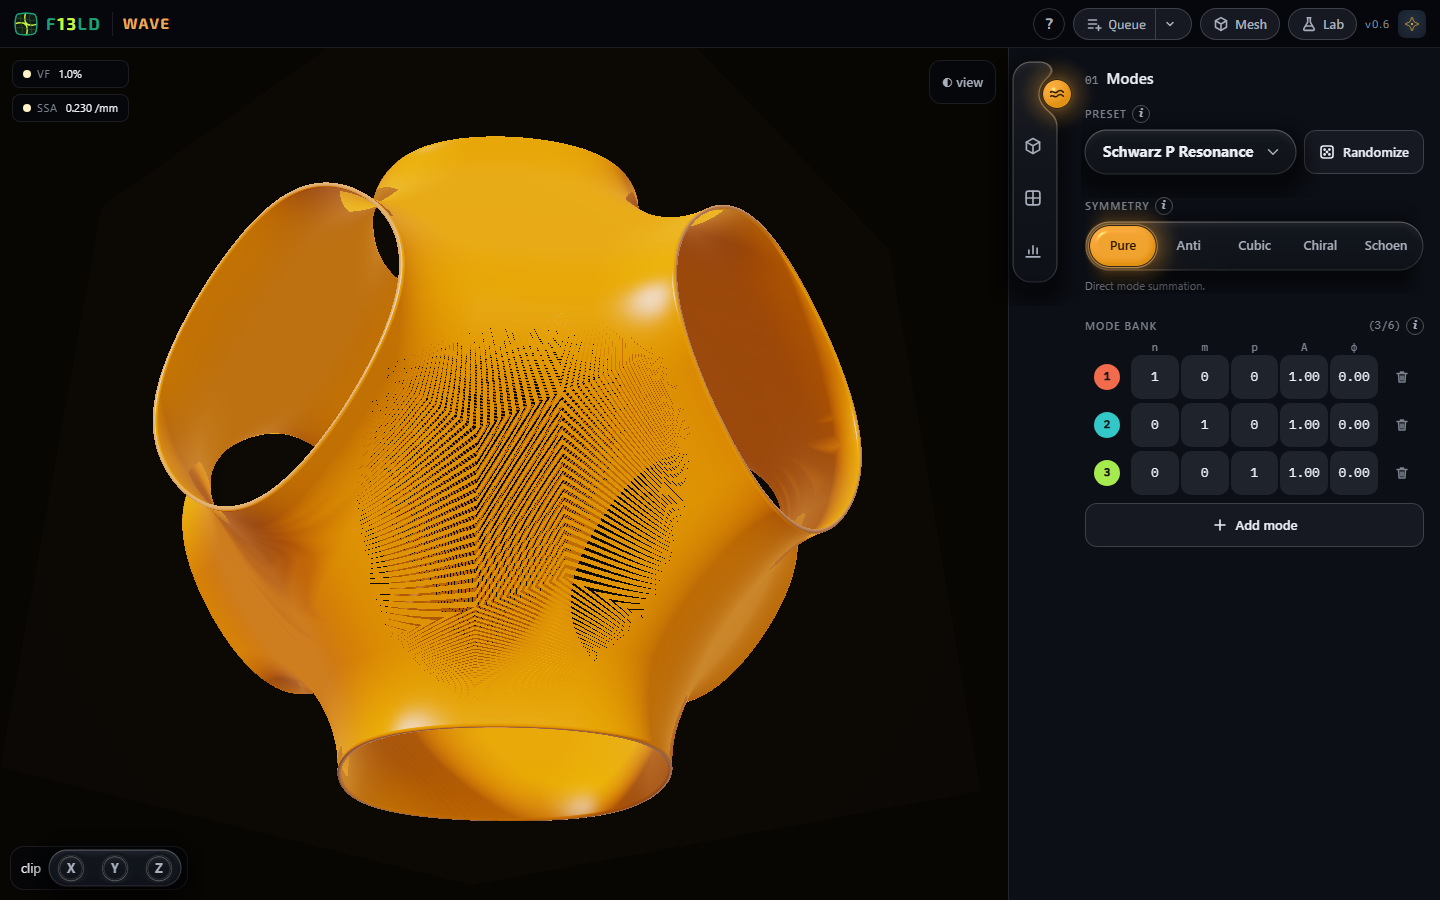 F13LD WAVE
? Queue Mesh Lab v0.6
VF 1.0%
SSA 0.230 /mm
view
clip X Y Z
01 Modes
PRESET i
Schwarz P Resonance Randomize
SYMMETRY i
Pure Anti Cubic Chiral Schoen
Direct mode summation.
MODE BANK (3/6) i
n m p A ϕ
1 1 0 0 1.00 0.00
2 0 1 0 1.00 0.00
3 0 0 1 1.00 0.00
Add mode